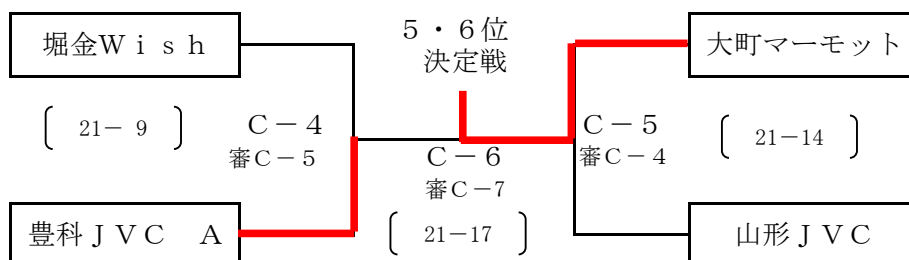 堀金Ｗｉｓｈ
５・６位
決定戦
大町マーモット
21－ 9
Ｃ－４
審Ｃ－５
Ｃ－５
審Ｃ－４
21－14
Ｃ－６
審Ｃ－７
豊科ＪＶＣ　Ａ
21－17
山形ＪＶＣ